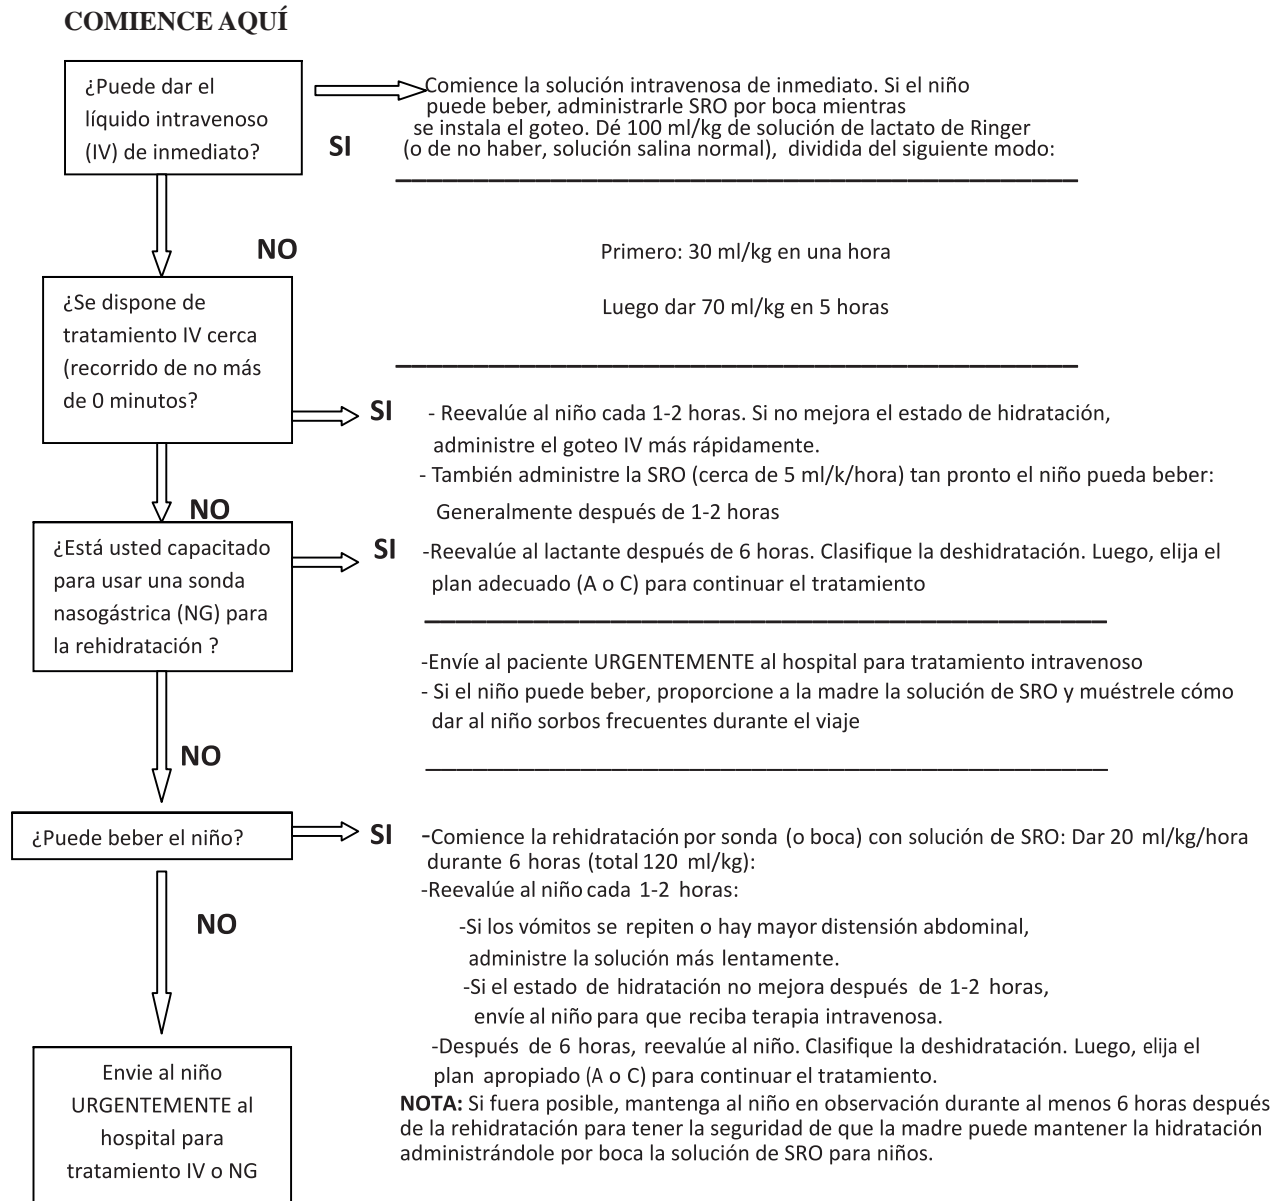 COMIENCE AQUÍ
¿Puede dar el
líquido intravenoso
(IV) de inmediato?
SI
Comience la solución intravenosa de inmediato. Si el niño
puede beber, administrarle SRO por boca mientras
se instala el goteo. Dé 100 ml/kg de solución de lactato de Ringer
(o de no haber, solución salina normal), dividida del siguiente modo:
NO
Primero: 30 ml/kg en una hora
Luego dar 70 ml/kg en 5 horas
¿Se dispone de
tratamiento IV cerca
(recorrido de no más
de 0 minutos?
SI
- Reevalúe al niño cada 1-2 horas. Si no mejora el estado de hidratación,
administre el goteo IV más rápidamente.
- También administre la SRO (cerca de 5 ml/k/hora) tan pronto el niño pueda beber:
Generalmente después de 1-2 horas
NO
¿Está usted capacitado
para usar una sonda
nasogástrica (NG) para
la rehidratación ?
SI
-Reevalúe al lactante después de 6 horas. Clasifique la deshidratación. Luego, elija el
plan adecuado (A o C) para continuar el tratamiento
-Envíe al paciente URGENTEMENTE al hospital para tratamiento intravenoso
- Si el niño puede beber, proporcione a la madre la solución de SRO y muéstrele cómo
dar al niño sorbos frecuentes durante el viaje
NO
¿Puede beber el niño?
SI
-Comience la rehidratación por sonda (o boca) con solución de SRO: Dar 20 ml/kg/hora
durante 6 horas (total 120 ml/kg):
-Reevalúe al niño cada 1-2 horas:
-Si los vómitos se repiten o hay mayor distensión abdominal,
administre la solución más lentamente.
-Si el estado de hidratación no mejora después de 1-2 horas,
envíe al niño para que reciba terapia intravenosa.
-Después de 6 horas, reevalúe al niño. Clasifique la deshidratación. Luego, elija el
plan apropiado (A o C) para continuar el tratamiento.
NOTA: Si fuera posible, mantenga al niño en observación durante al menos 6 horas después
de la rehidratación para tener la seguridad de que la madre puede mantener la hidratación
administrándole por boca la solución de SRO para niños.
NO
Envie al niño
URGENTEMENTE al
hospital para
tratamiento IV o NG